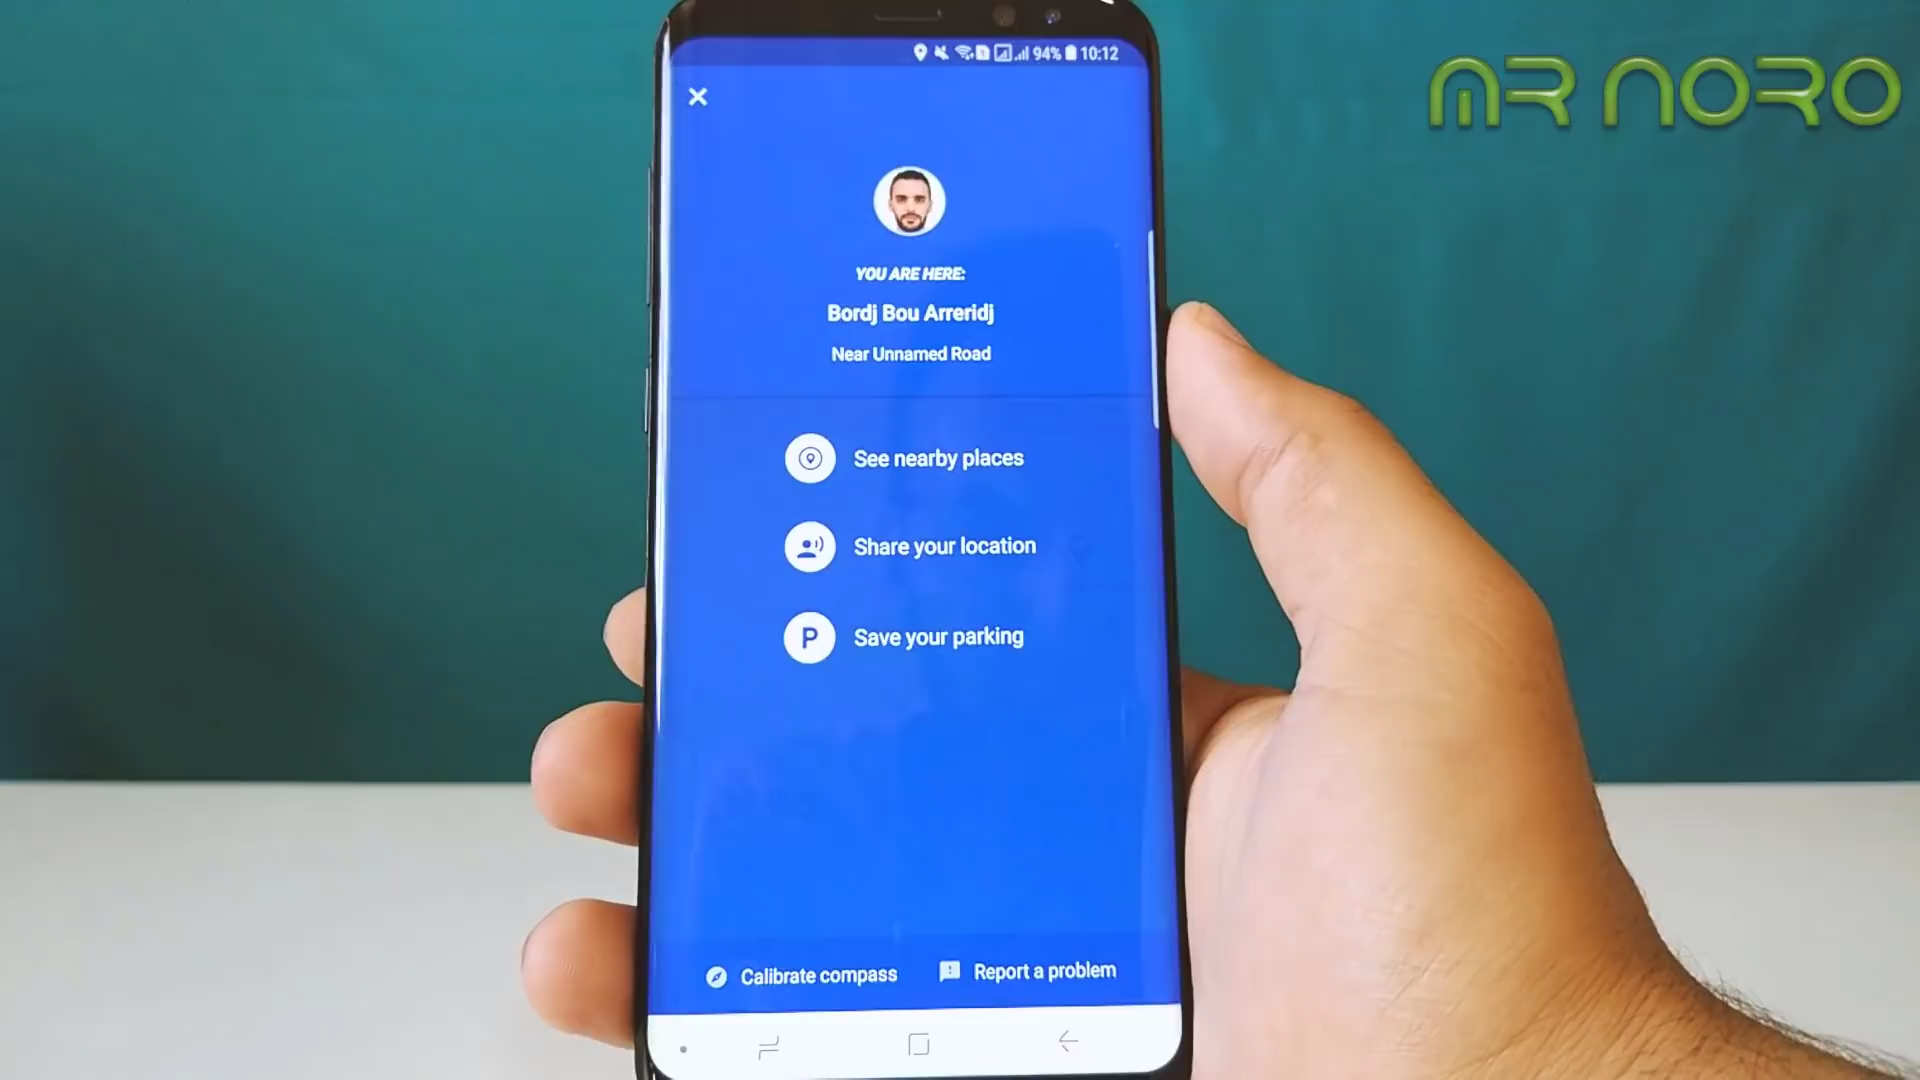 94% 10:12
MR NORO
YOU ARE HERE:
Bordj Bou Arreridj
Near Unnamed Road
See nearby places
Share your location
P Save your parking
Calibrate compass
Report a problem